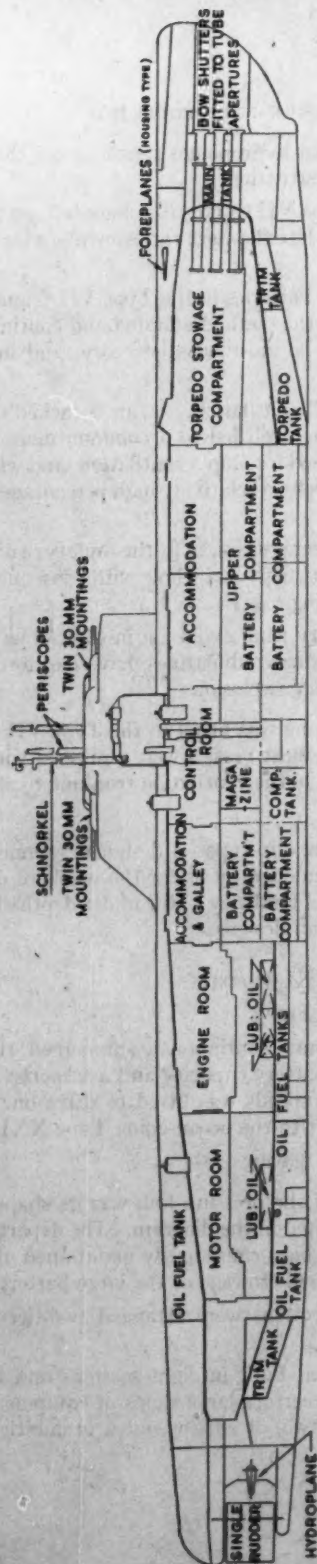 SCHNORKEL
TWIN 30 MM
MOUNTINGS
PERISCOPES
TWIN 30 MM
MOUNTINGS
FOREPLANES (HOUSING TYPE)
OIL FUEL TANK
MOTOR ROOM
ENGINE ROOM
ACCOMMODATION
& GALLEY
CONTROL
ROOM
ACCOMMODATION
TORPEDO STOWAGE
COMPARTMENT
MAIN
TANK
BOW SHUTTERS
FITTED TO TUBE
APERTURES
BATTERY
COMPARTM'T
MAGA
-ZINE
UPPER
BATTERY COMPARTMENT
SINGLE
RUDDER
TRIM
TANK
LUB: OIL
LUB: OIL
OIL FUEL
TANK
OIL FUEL TANKS
BATTERY
COMPARTMENT
COMP.
TANK.
BATTERY COMPARTMENT
TORPEDO
TANK
TRIM
TANK
HYDROPLANE